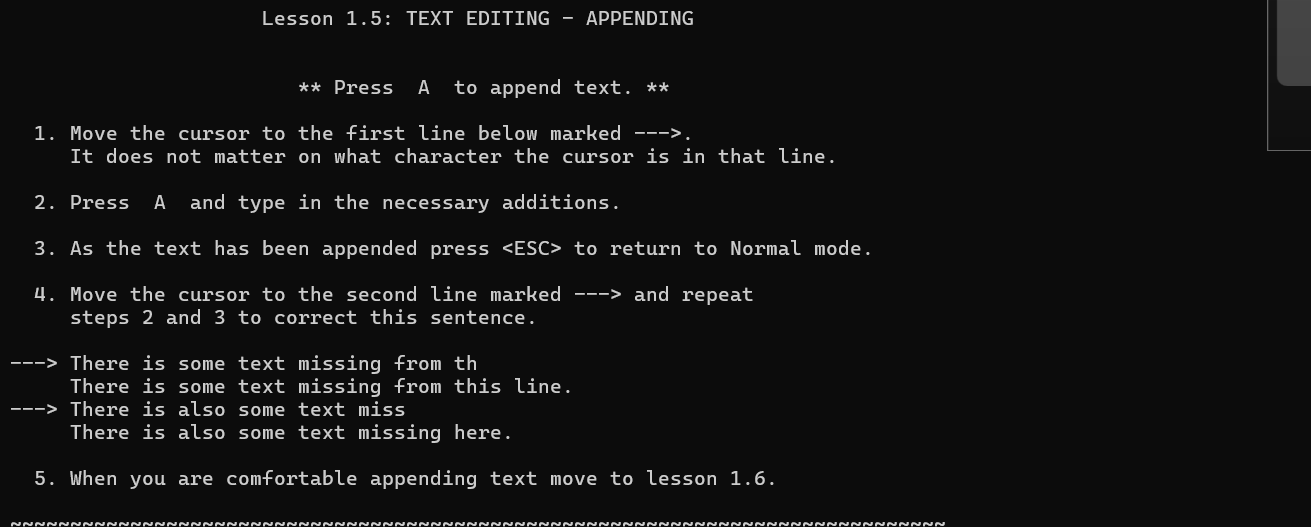 Lesson 1.5: TEXT EDITING - APPENDING
** Press  A  to append text. **
1. Move the cursor to the first line below marked --->.
It does not matter on what character the cursor is in that line.
2. Press  A  and type in the necessary additions.
3. As the text has been appended press <ESC> to return to Normal mode.
4. Move the cursor to the second line marked ---> and repeat
steps 2 and 3 to correct this sentence.
---> There is some text missing from th
There is some text missing from this line.
---> There is also some text miss
There is also some text missing here.
5. When you are comfortable appending text move to lesson 1.6.
~~~~~~~~~~~~~~~~~~~~~~~~~~~~~~~~~~~~~~~~~~~~~~~~~~~~~~~~~~~~~~~~~~~~~~~~~~~~~~